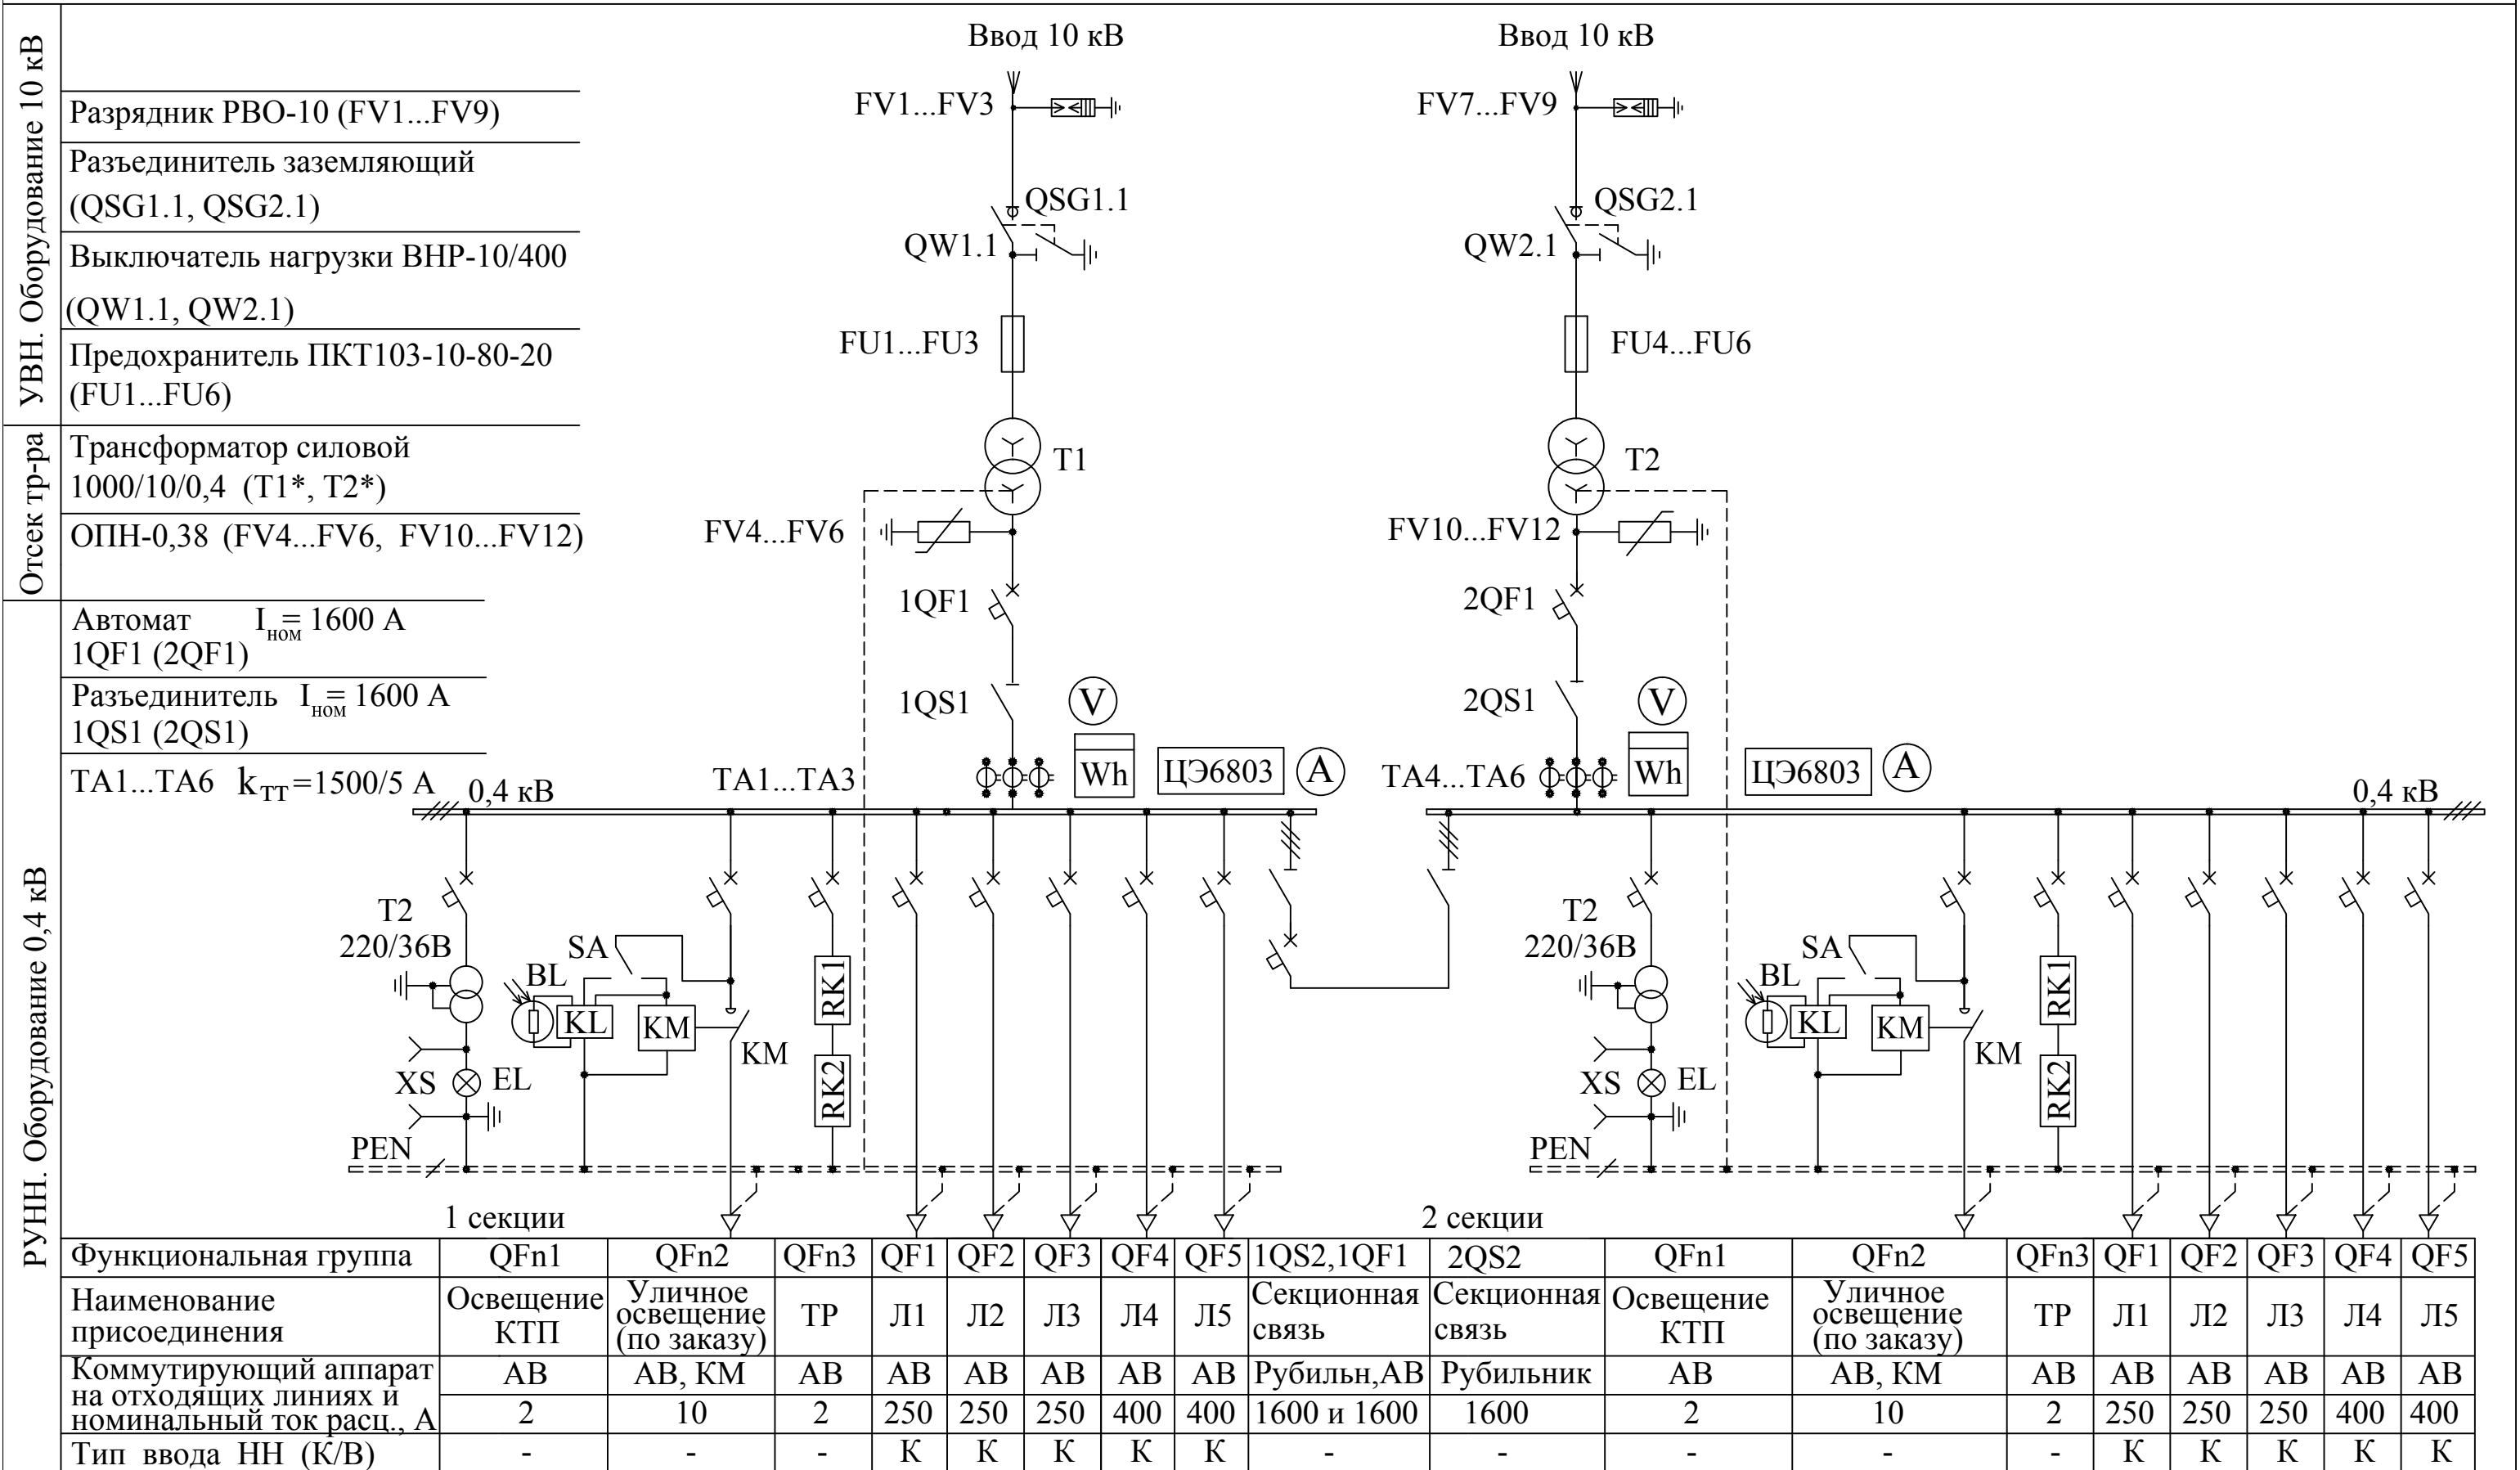 Ввод 10 кВ
Ввод 10 кВ
УВН. Оборудование 10 кВ
Разрядник РВО-10 (FV1...FV9)
Разъединитель заземляющий
(QSG1.1, QSG2.1)
Выключатель нагрузки ВНР-10/400
(QW1.1, QW2.1)
Предохранитель ПКТ103-10-80-20
(FU1...FU6)
FV1...FV3
FV7...FV9
QSG1.1
QSG2.1
QW1.1
QW2.1
FU1...FU3
FU4...FU6
Отсек тр-ра
Трансформатор силовой
1000/10/0,4 (Т1*, Т2*)
ОПН-0,38 (FV4...FV6, FV10...FV12)
Т1
Т2
FV4...FV6
FV10...FV12
РУНН. Оборудование 0,4 кВ
Автомат Iном= 1600 А
1QF1 (2QF1)
Разъединитель Iном= 1600 А
1QS1 (2QS1)
ТА1...ТА6 kТТ=1500/5 А
1QF1
2QF1
1QS1
2QS1
V
V
ТА1...ТА3
Wh
ЦЭ6803
А
ТА4...ТА6
Wh
ЦЭ6803
А
0,4 кВ
0,4 кВ
Т2
220/36В
SA
BL
KL
KM
KM
RK1
RK2
XS
EL
PEN
Т2
220/36В
SA
BL
KL
KM
KM
RK1
RK2
XS
EL
PEN
1 секции
2 секции
Функциональная группа QFn1 QFn2 QFn3 QF1 QF2 QF3 QF4 QF5 1QS2,1QF1 2QS2 QFn1 QFn2 QFn3 QF1 QF2 QF3 QF4 QF5
Наименование
присоединения
Освещение
КТП
Уличное
освещение
(по заказу)
ТР Л1 Л2 Л3 Л4 Л5
Секционная
связь
Секционная
связь
Освещение
КТП
Уличное
освещение
(по заказу)
ТР Л1 Л2 Л3 Л4 Л5
Коммутирующий аппарат
на отходящих линиях и
номинальный ток расц., А
АВ АВ, КМ АВ АВ АВ АВ АВ АВ Рубильн,АВ Рубильник АВ АВ, КМ АВ АВ АВ АВ АВ АВ
2 10 2 250 250 250 400 400 1600 и 1600 1600 2 10 2 250 250 250 400 400
Тип ввода НН (К/В) - - - К К К К К - - - - - К К К К К